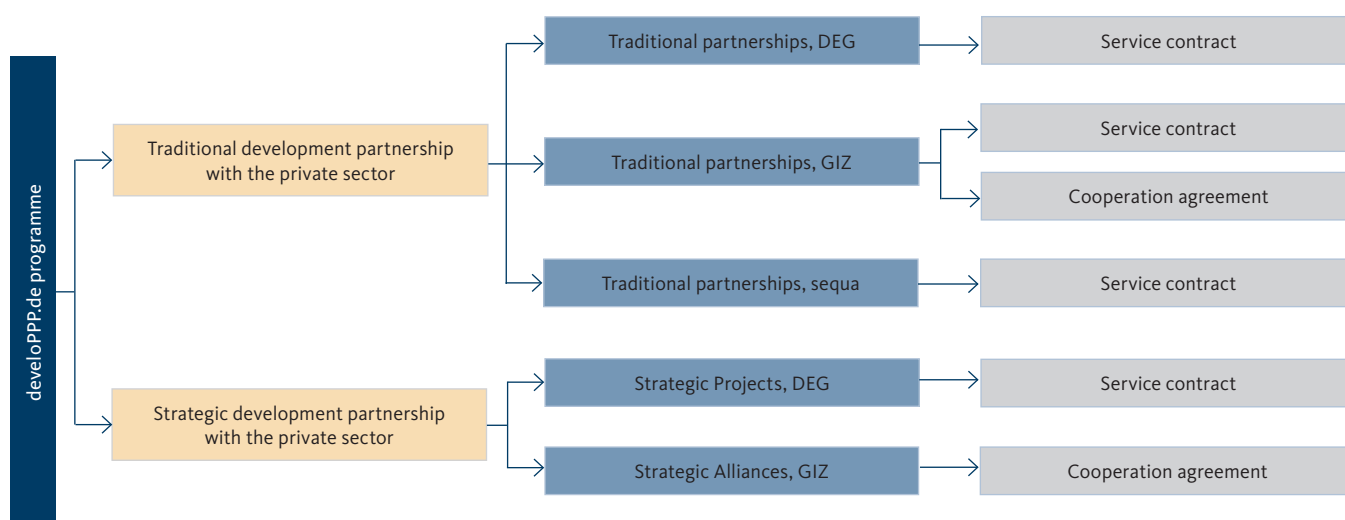 develoPPP.de programme
Traditional development partnership
with the private sector
Traditional partnerships, DEG
Service contract
Traditional partnerships, GIZ
Service contract
Cooperation agreement
Traditional partnerships, sequa
Service contract
Strategic development partnership
with the private sector
Strategic Projects, DEG
Service contract
Strategic Alliances, GIZ
Cooperation agreement